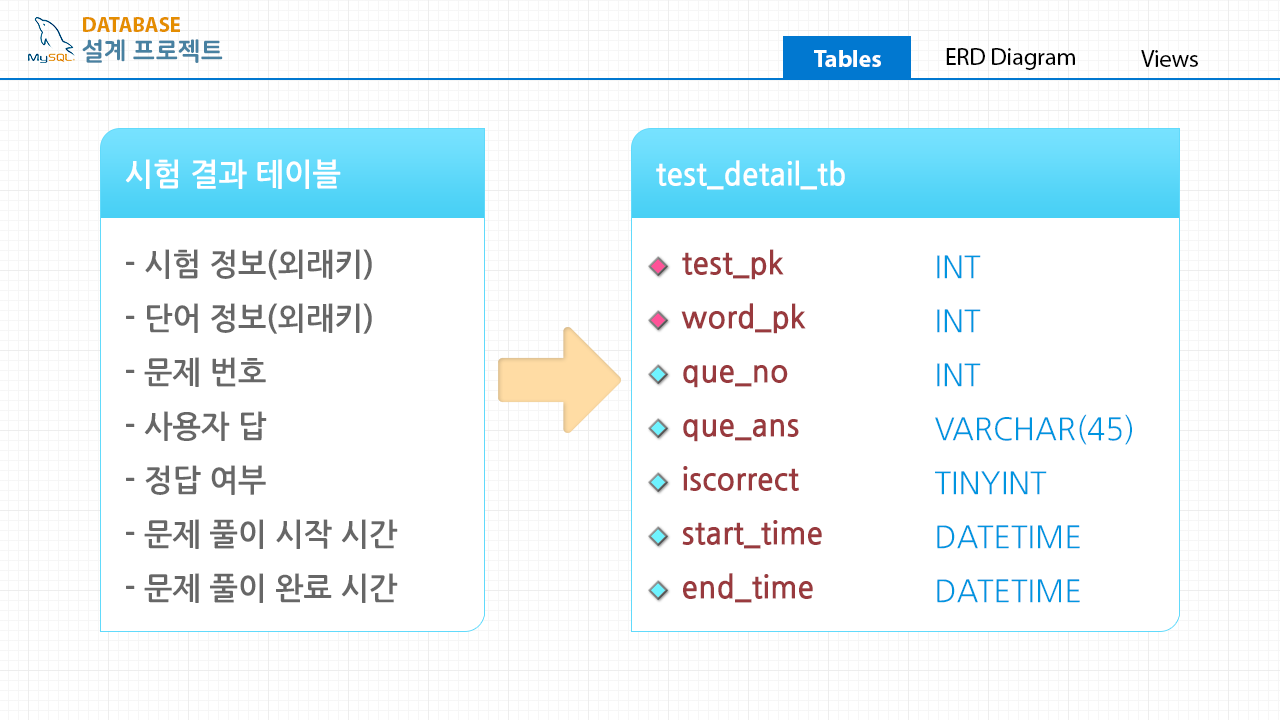 MySQL
DATABASE
설계 프로젝트
Tables
ERD Diagram
Views
시험 결과 테이블
- 시험 정보(외래키)
- 단어 정보(외래키)
- 문제 번호
- 사용자 답
- 정답 여부
- 문제 풀이 시작 시간
- 문제 풀이 완료 시간
test_detail_tb
test_pk INT
word_pk INT
que_no INT
que_ans VARCHAR(45)
iscorrect TINYINT
start_time DATETIME
end_time DATETIME